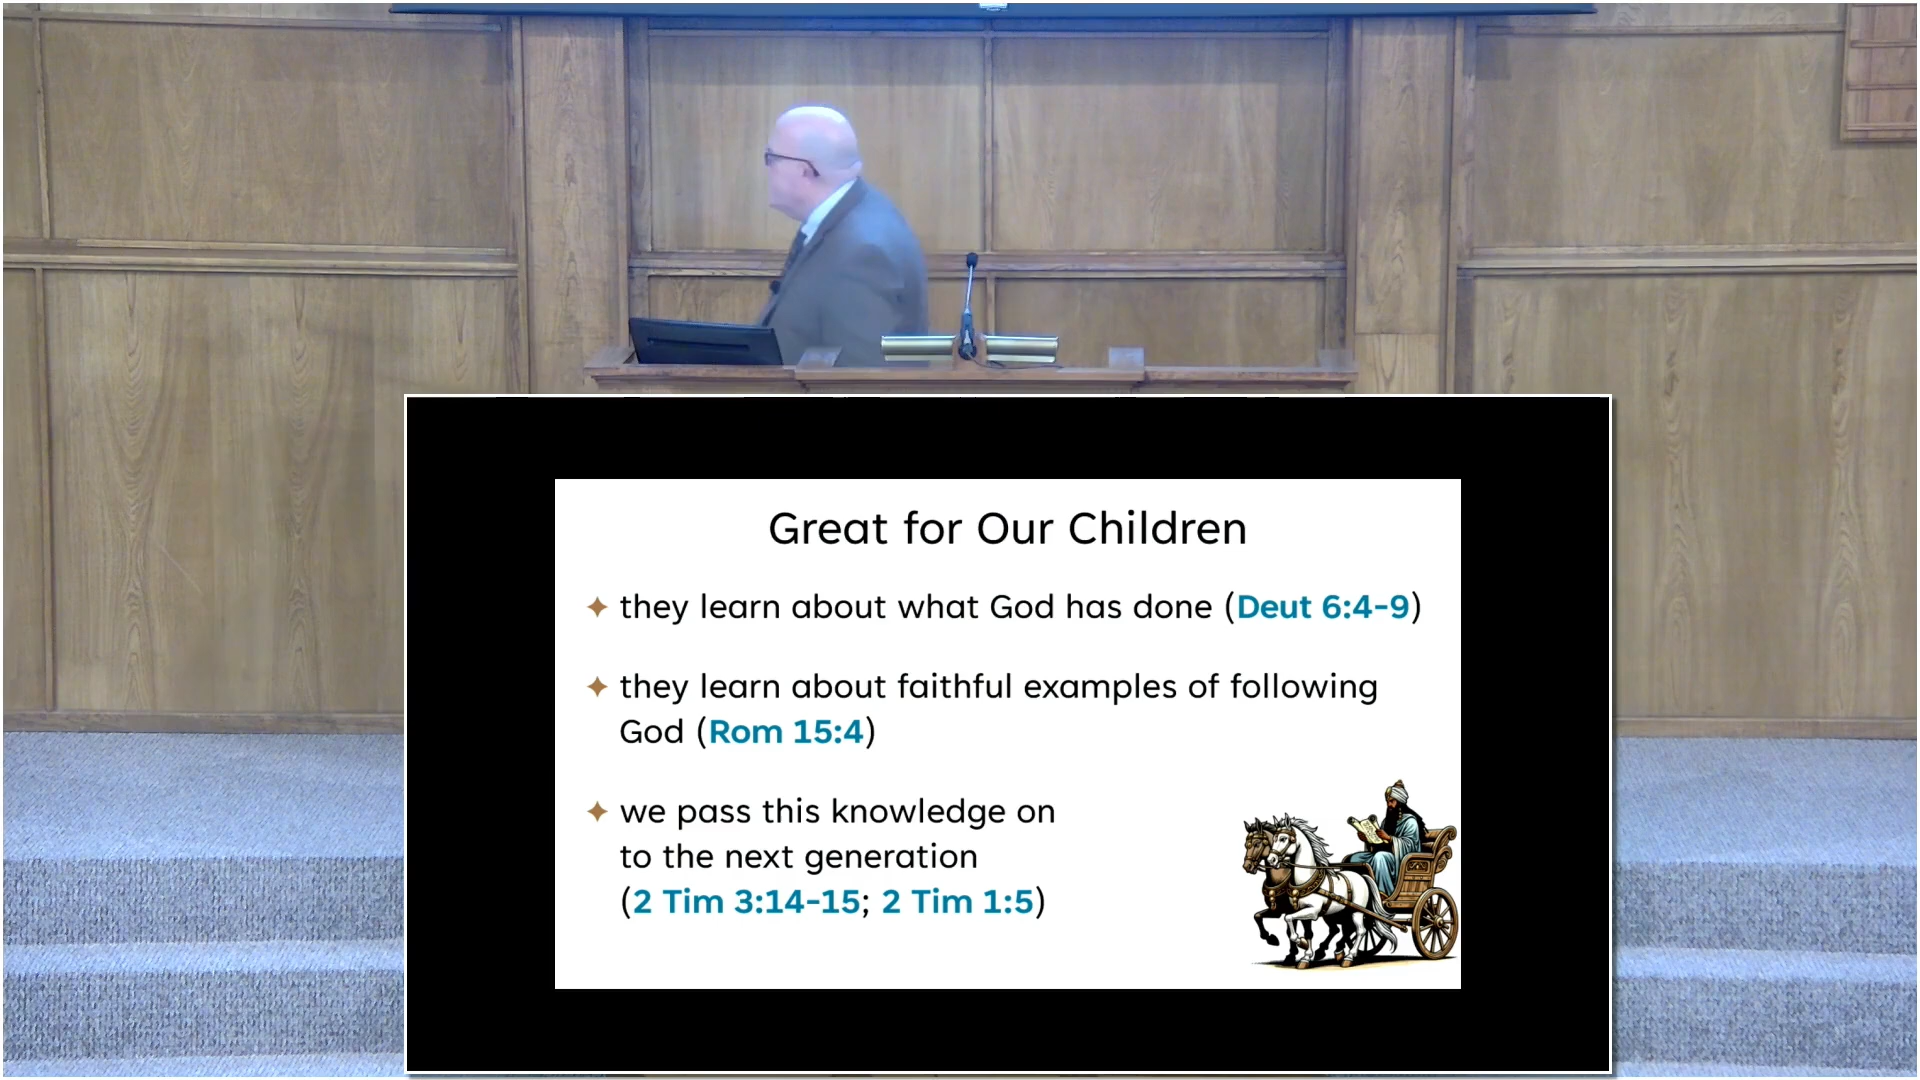 Great for Our Children
they learn about what God has done (Deut 6:4-9)
they learn about faithful examples of following
God (Rom 15:4)
we pass this knowledge on
to the next generation
(2 Tim 3:14-15; 2 Tim 1:5)